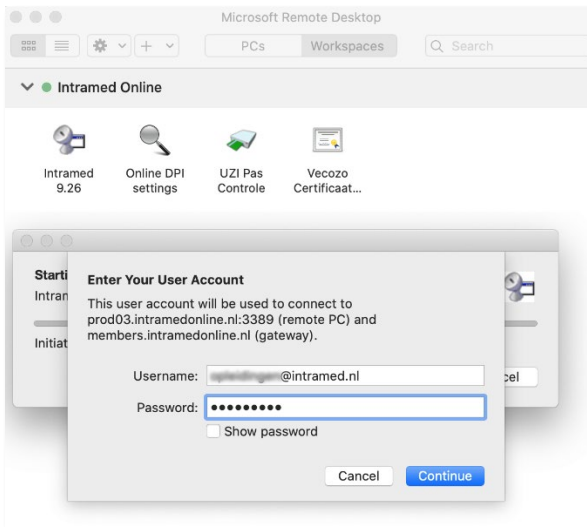 Microsoft Remote Desktop
PCs
Workspaces
Search
Intramed Online
Intramed
9.26
Online DPI
settings
UZI Pas
Controle
Vecozo
Certificaat...
Starti
Intran
Initiat
cel
Enter Your User Account
This user account will be used to connect to
prod03.intramedonline.nl:3389 (remote PC) and
members.intramedonline.nl (gateway).
Username: @intramed.nl
Password: •••••••••
Show password
Cancel
Continue